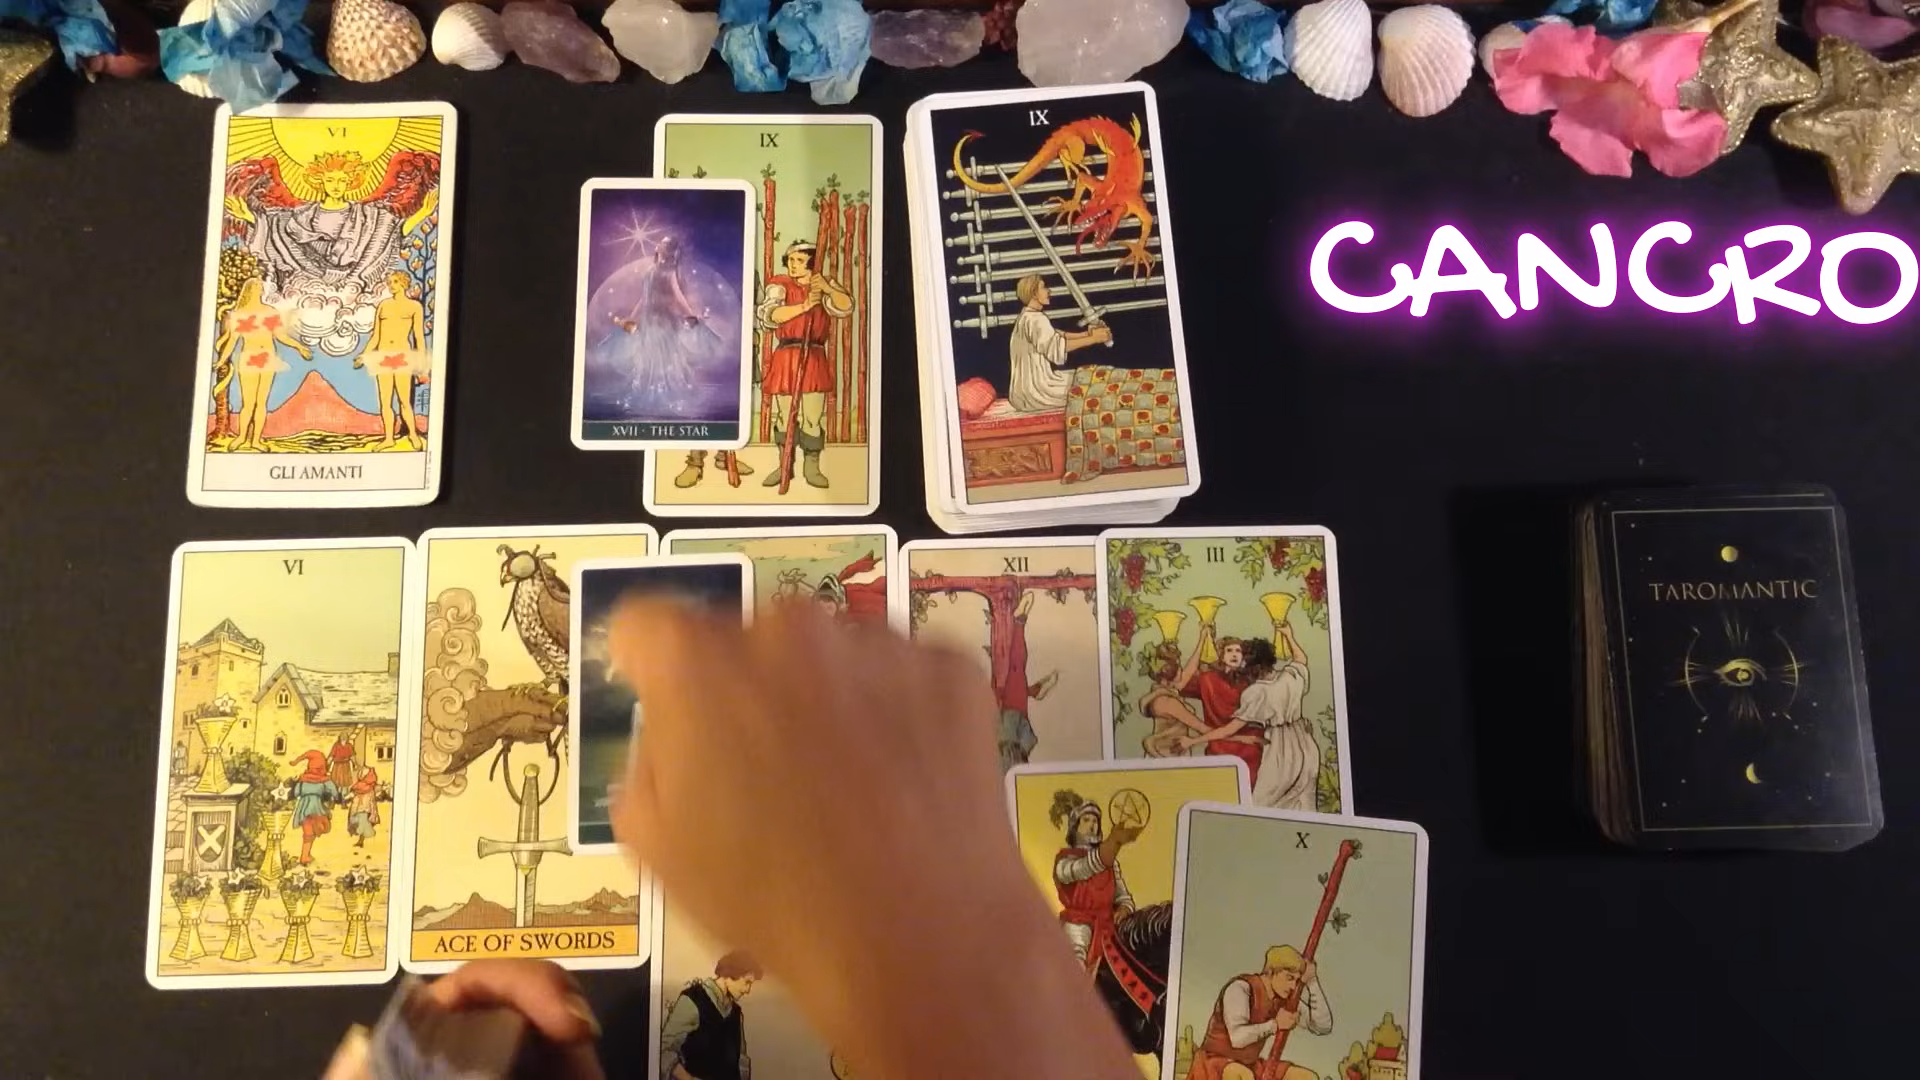 VI
IX
IX
CANCRO
XVII · THE STAR
GLI AMANTI
VI
XII
III
TAROMANTIC
X
ACE OF SWORDS